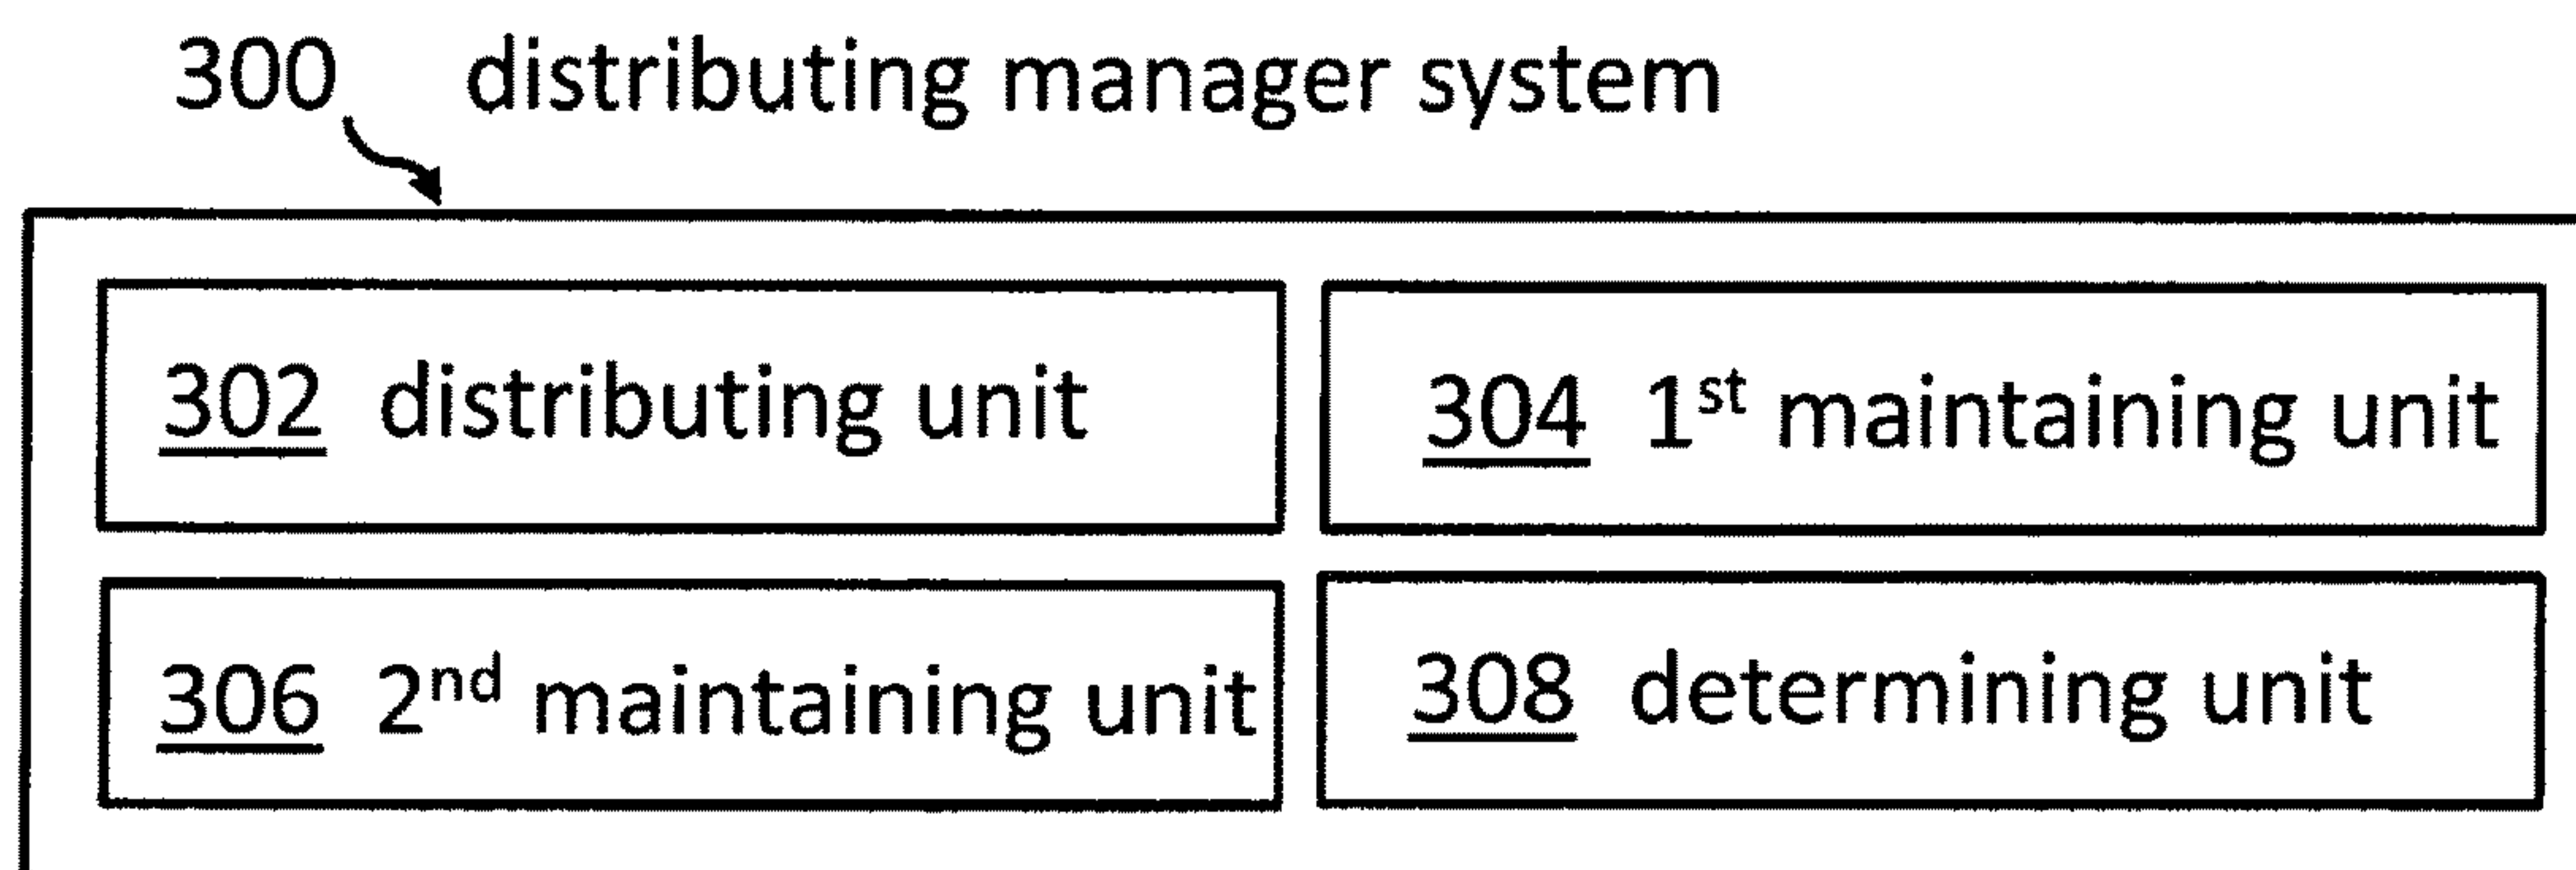 300 distributing manager system
302 distributing unit
304 1st maintaining unit
306 2nd maintaining unit
308 determining unit